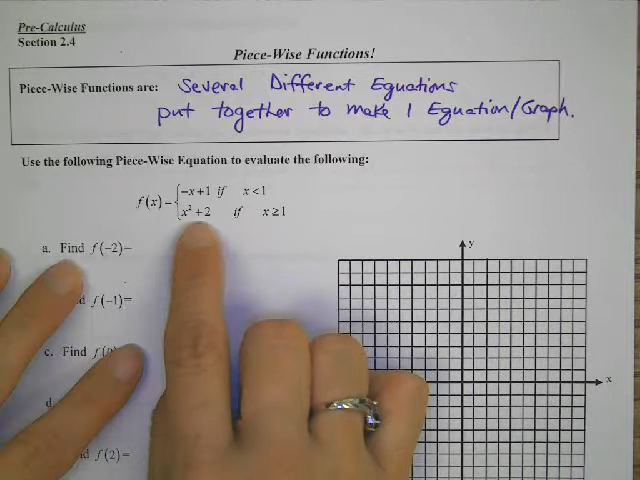 Pre-Calculus
Section 2.4
Piece-Wise Functions!
Piece-Wise Functions are: Several Different Equations
put together to make 1 Equation/Graph.
Use the following Piece-Wise Equation to evaluate the following:
f(x)= { -x+1 if x<1
x²+2 if x≥1
a. Find f(-2)=
f(-1)=
c. Find
d.
f(2)=
y
x